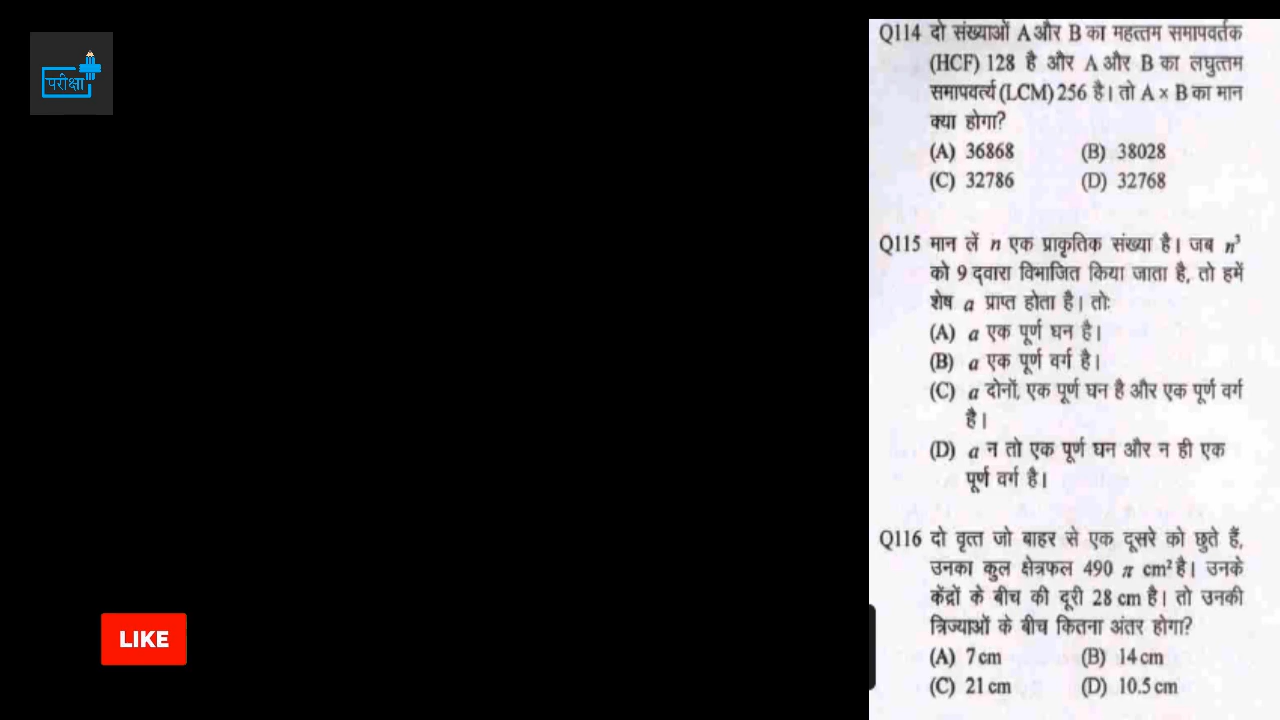 परीक्षा
LIKE
Q114 दो संख्याओं A और B का महत्तम समापवर्तक
(HCF) 128 है और A और B का लघुत्तम
समापवर्त्य (LCM) 256 है। तो A × B का मान
क्या होगा?
(A) 36868 (B) 38028
(C) 32786 (D) 32768
Q115 मान लें n एक प्राकृतिक संख्या है। जब n³
को 9 द्वारा विभाजित किया जाता है, तो हमें
शेष a प्राप्त होता है। तोः
(A) a एक पूर्ण घन है।
(B) a एक पूर्ण वर्ग है।
(C) a दोनों, एक पूर्ण घन है और एक पूर्ण वर्ग
है।
(D) a न तो एक पूर्ण घन और न ही एक
पूर्ण वर्ग है।
Q116 दो वृत्त जो बाहर से एक दूसरे को छुते हैं,
उनका कुल क्षेत्रफल 490 π cm² है। उनके
केंद्रों के बीच की दूरी 28 cm है। तो उनकी
त्रिज्याओं के बीच कितना अंतर होगा?
(A) 7 cm (B) 14 cm
(C) 21 cm (D) 10.5 cm